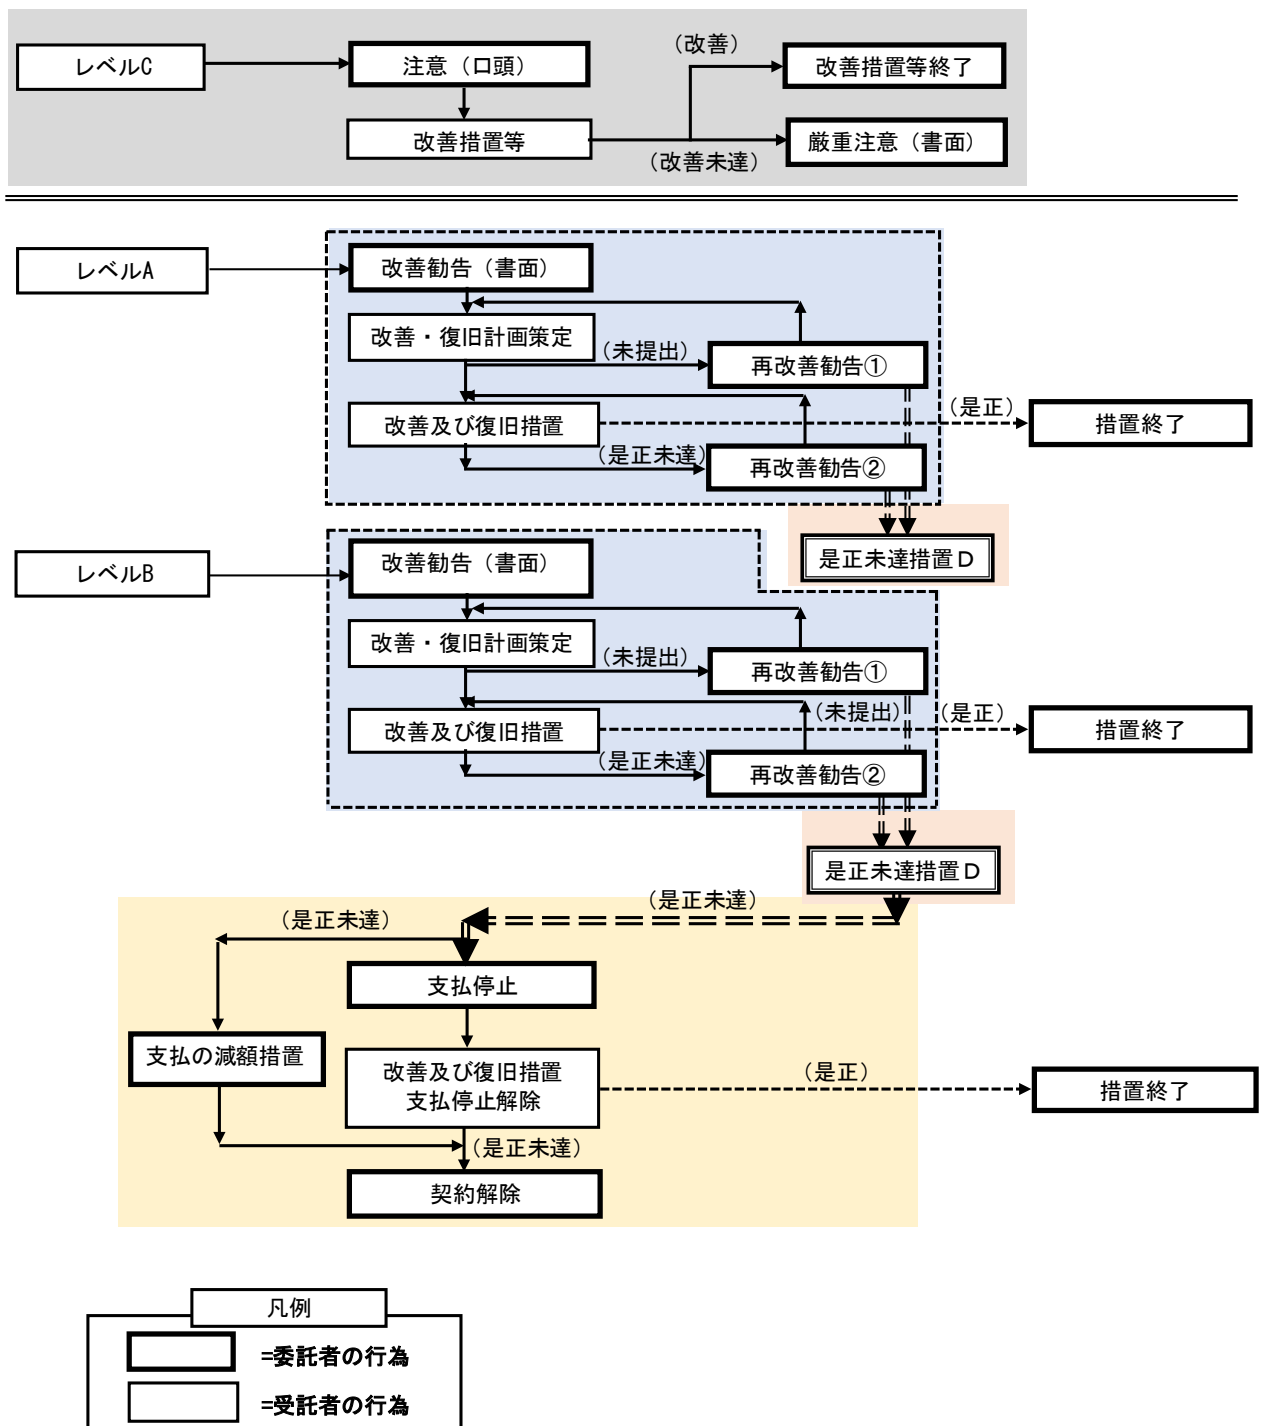 レベルC
注意（口頭）
（改善）
改善措置等終了
改善措置等
（改善未達）
厳重注意（書面）
レベルA
改善勧告（書面）
改善・復旧計画策定
（未提出）
再改善勧告①
改善及び復旧措置
（是正）
措置終了
（是正未達）
再改善勧告②
是正未達措置Ｄ
レベルB
改善勧告（書面）
改善・復旧計画策定
（未提出）
再改善勧告①
改善及び復旧措置
（未提出）
（是正）
措置終了
（是正未達）
再改善勧告②
是正未達措置Ｄ
（是正未達）
（是正未達）
支払停止
支払の減額措置
改善及び復旧措置
支払停止解除
（是正）
措置終了
（是正未達）
契約解除
凡例
=委託者の行為
=受託者の行為